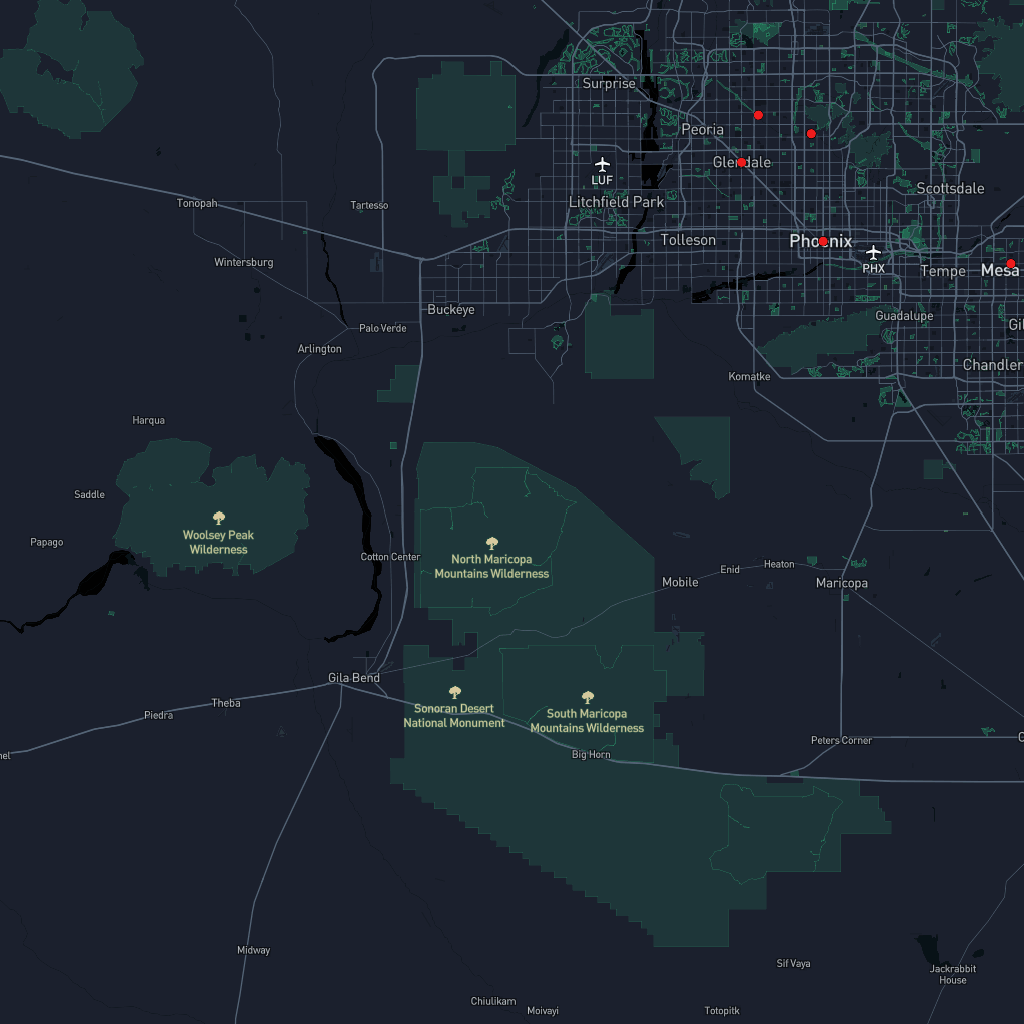 Surprise
Peoria
Glendale
LUF
Scottsdale
Litchfield Park
Tonopah
Tartesso
Tolleson
Phoenix
PHX
Wintersburg
Tempe
Mesa
Buckeye
Guadalupe
Gil
Palo Verde
Arlington
Chandler
Komatke
Harqua
Saddle
Woolsey Peak
Wilderness
Papago
Cotton Center
North Maricopa
Mountains Wilderness
Enid
Heaton
Mobile
Maricopa
Gila Bend
Theba
Piedra
Sonoran Desert
National Monument
South Maricopa
Mountains Wilderness
Peters Corner
C
nel
Big Horn
Midway
Sif Vaya
Jackrabbit
House
Chiulikam
Moivayi
Totopitk